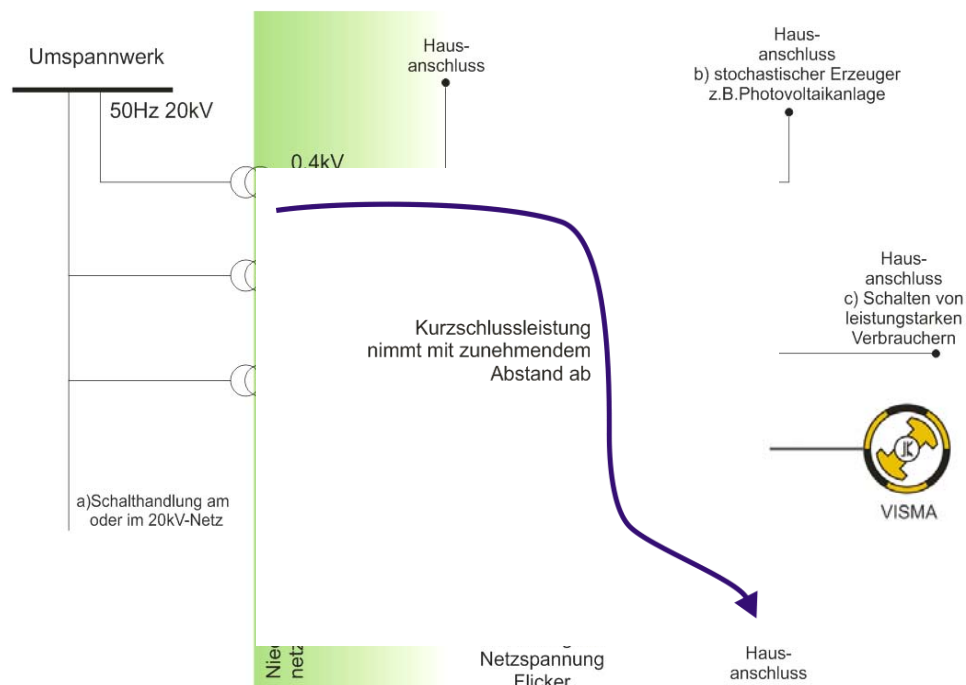 Umspannwerk
50Hz 20kV
0.4kV
Haus-
anschluss
Haus-
anschluss
b) stochastischer Erzeuger
z.B.Photovoltaikanlage
Haus-
anschluss
c) Schalten von
leistungstarken
Verbrauchern
Kurzschlussleistung
nimmt mit zunehmendem
Abstand ab
VISMA
a)Schalthandlung am
oder im 20kV-Netz
Netzspannung
Flicker
Haus-
anschluss